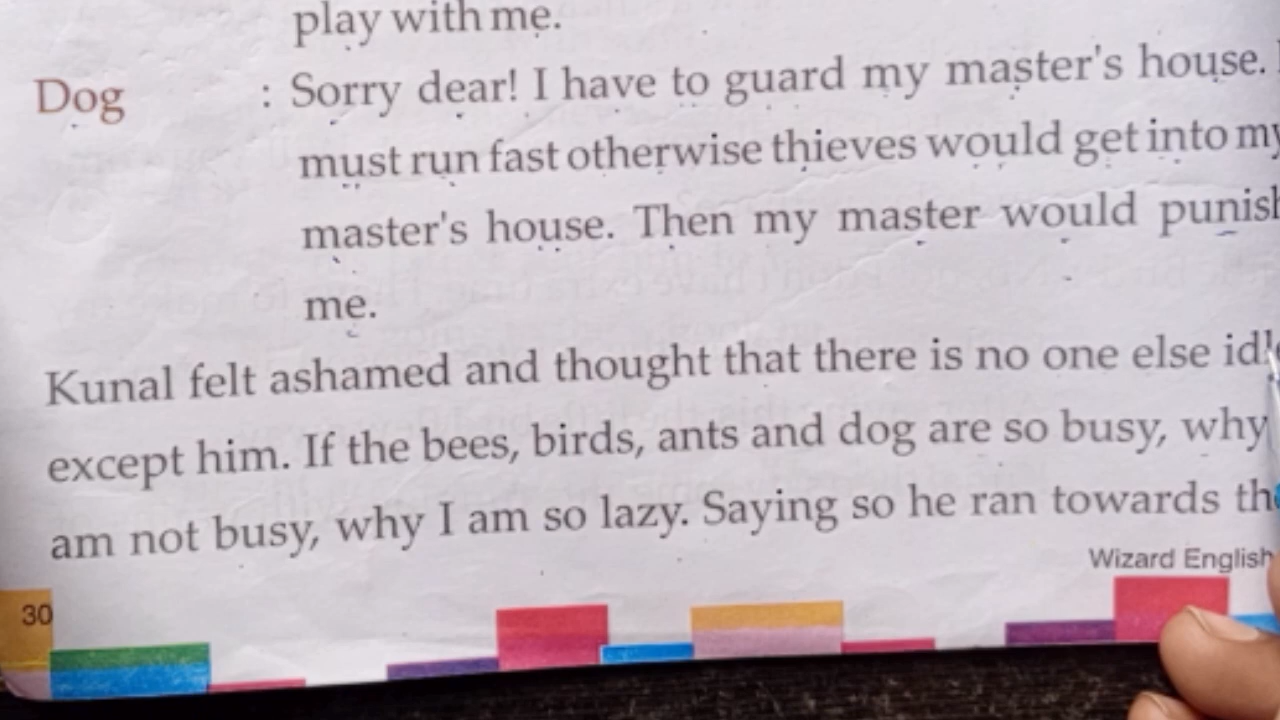 play with me.
Dog : Sorry dear! I have to guard my master's house.
must run fast otherwise thieves would get into my
master's house. Then my master would punish
me.
Kunal felt ashamed and thought that there is no one else idle
except him. If the bees, birds, ants and dog are so busy, why
am not busy, why I am so lazy. Saying so he ran towards the
Wizard English
30